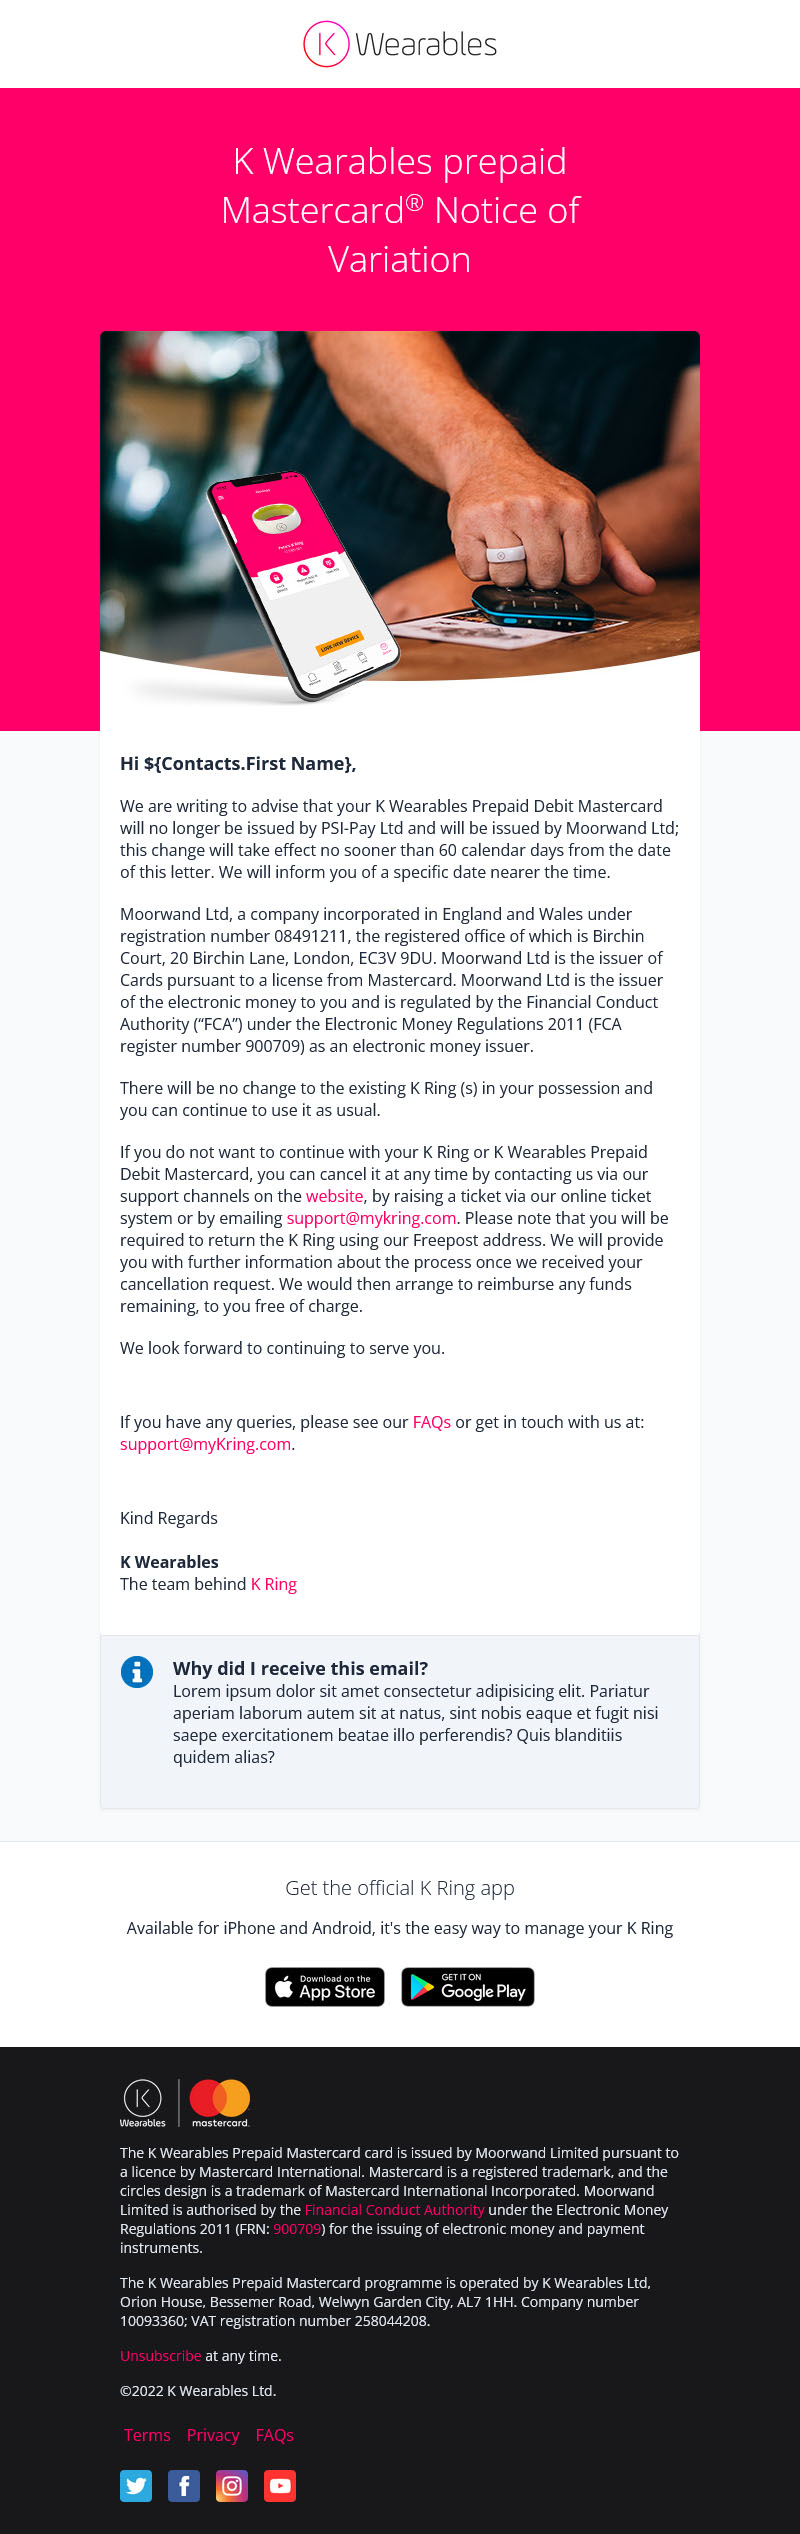 K Wearables
K Wearables prepaid
Mastercard® Notice of
Variation
LINK NEW DEVICE
Hi ${Contacts.First Name},
We are writing to advise that your K Wearables Prepaid Debit Mastercard
will no longer be issued by PSI-Pay Ltd and will be issued by Moorwand Ltd;
this change will take effect no sooner than 60 calendar days from the date
of this letter. We will inform you of a specific date nearer the time.
Moorwand Ltd, a company incorporated in England and Wales under
registration number 08491211, the registered office of which is Birchin
Court, 20 Birchin Lane, London, EC3V 9DU. Moorwand Ltd is the issuer of
Cards pursuant to a license from Mastercard. Moorwand Ltd is the issuer
of the electronic money to you and is regulated by the Financial Conduct
Authority (“FCA”) under the Electronic Money Regulations 2011 (FCA
register number 900709) as an electronic money issuer.
There will be no change to the existing K Ring (s) in your possession and
you can continue to use it as usual.
If you do not want to continue with your K Ring or K Wearables Prepaid
Debit Mastercard, you can cancel it at any time by contacting us via our
support channels on the website, by raising a ticket via our online ticket
system or by emailing support@mykring.com. Please note that you will be
required to return the K Ring using our Freepost address. We will provide
you with further information about the process once we received your
cancellation request. We would then arrange to reimburse any funds
remaining, to you free of charge.
We look forward to continuing to serve you.
If you have any queries, please see our FAQs or get in touch with us at:
support@myKring.com.
Kind Regards
K Wearables
The team behind K Ring
Why did I receive this email?
Lorem ipsum dolor sit amet consectetur adipisicing elit. Pariatur
aperiam laborum autem sit at natus, sint nobis eaque et fugit nisi
saepe exercitationem beatae illo perferendis? Quis blanditiis
quidem alias?
Get the official K Ring app
Available for iPhone and Android, it's the easy way to manage your K Ring
Download on the
App Store
GET IT ON
Google Play
K
Wearables
mastercard.
The K Wearables Prepaid Mastercard card is issued by Moorwand Limited pursuant to
a licence by Mastercard International. Mastercard is a registered trademark, and the
circles design is a trademark of Mastercard International Incorporated. Moorwand
Limited is authorised by the Financial Conduct Authority under the Electronic Money
Regulations 2011 (FRN: 900709) for the issuing of electronic money and payment
instruments.
The K Wearables Prepaid Mastercard programme is operated by K Wearables Ltd,
Orion House, Bessemer Road, Welwyn Garden City, AL7 1HH. Company number
10093360; VAT registration number 258044208.
Unsubscribe at any time.
©2022 K Wearables Ltd.
Terms Privacy FAQs